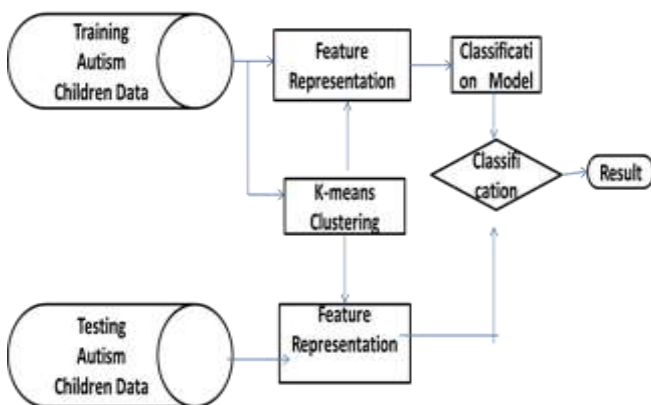 Training
Autism
Children Data
Feature
Representation
Classificati
on Model
Classifi
cation
Result
K-means
Clustering
Testing
Autism
Children Data
Feature
Representation